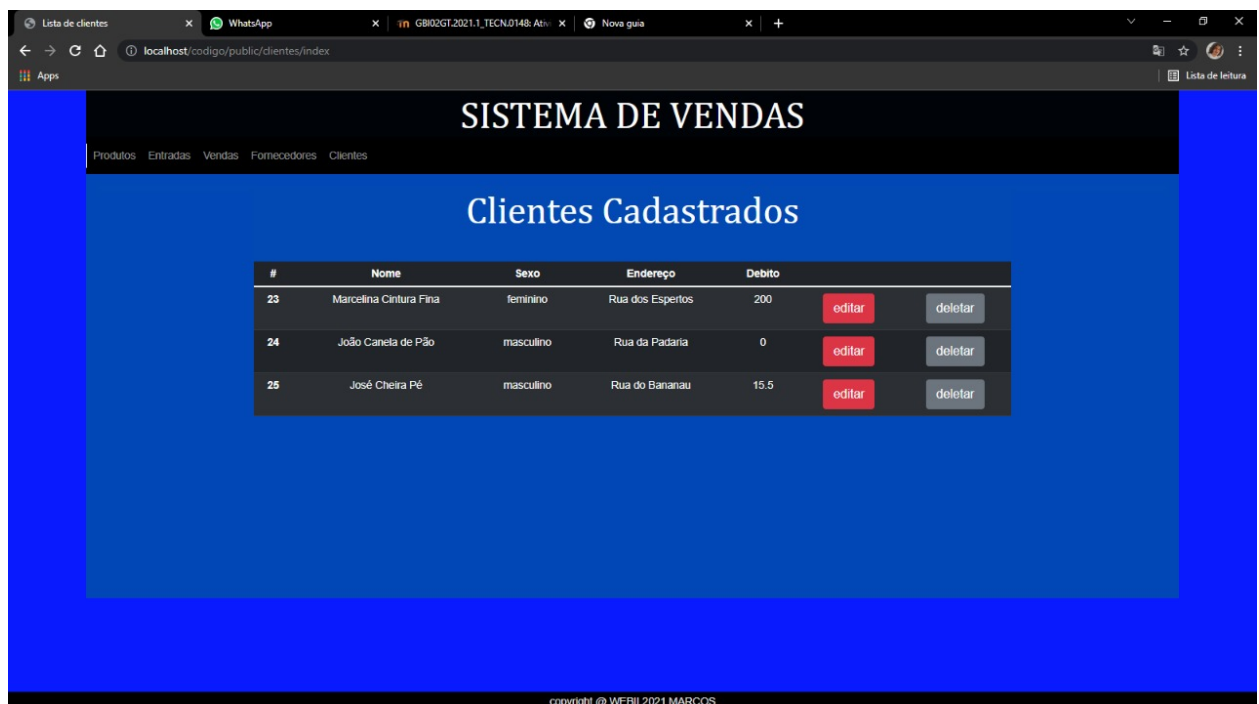 Lista de clientes
WhatsApp
GBI02GT.2021.1_TECN.0148: Ativ
Nova guia
localhost/codigo/public/clientes/index
Apps
Lista de leitura
SISTEMA DE VENDAS
Produtos Entradas Vendas Fornecedores Clientes
Clientes Cadastrados
# Nome Sexo Endereço Debito
23 Marcelina Cintura Fina feminino Rua dos Espertos 200 editar deletar
24 João Canela de Pão masculino Rua da Padaria 0 editar deletar
25 José Cheira Pé masculino Rua do Bananau 15.5 editar deletar
copyright @ WEBII 2021 MARCOS